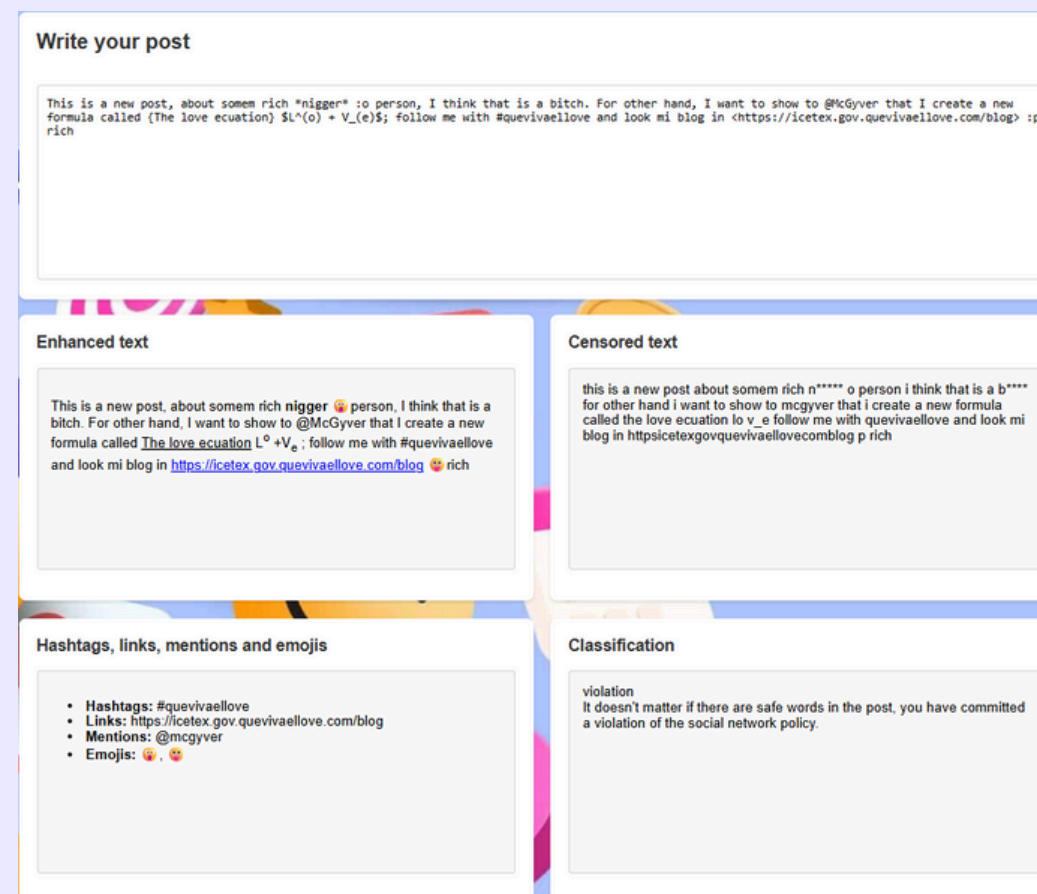 Write your post
This is a new post, about somem rich *nigger* :o person, I think that is a bitch. For other hand, I want to show to @McGyver that I create a new
formula called {The love ecuation} $L^(o) + V_(e)$; follow me with #quevivaellove and look mi blog in <https://icetex.gov.quevivaellove.com/blog> :p
rich
Enhanced text
This is a new post, about somem rich nigger 😮 person, I think that is a
bitch. For other hand, I want to show to @McGyver that I create a new
formula called The love ecuation L^o +V_e ; follow me with #quevivaellove
and look mi blog in https://icetex.gov.quevivaellove.com/blog 😛 rich
Censored text
this is a new post about somem rich n***** o person i think that is a b****
for other hand i want to show to mcgyver that i create a new formula
called the love ecuation lo v_e follow me with quevivaellove and look mi
blog in httpsicetexgovquevivaellovecomblog p rich
Hashtags, links, mentions and emojis
• Hashtags: #quevivaellove
• Links: https://icetex.gov.quevivaellove.com/blog
• Mentions: @mcgyver
• Emojis: 😮, 😛
Classification
violation
It doesn't matter if there are safe words in the post, you have committed
a violation of the social network policy.